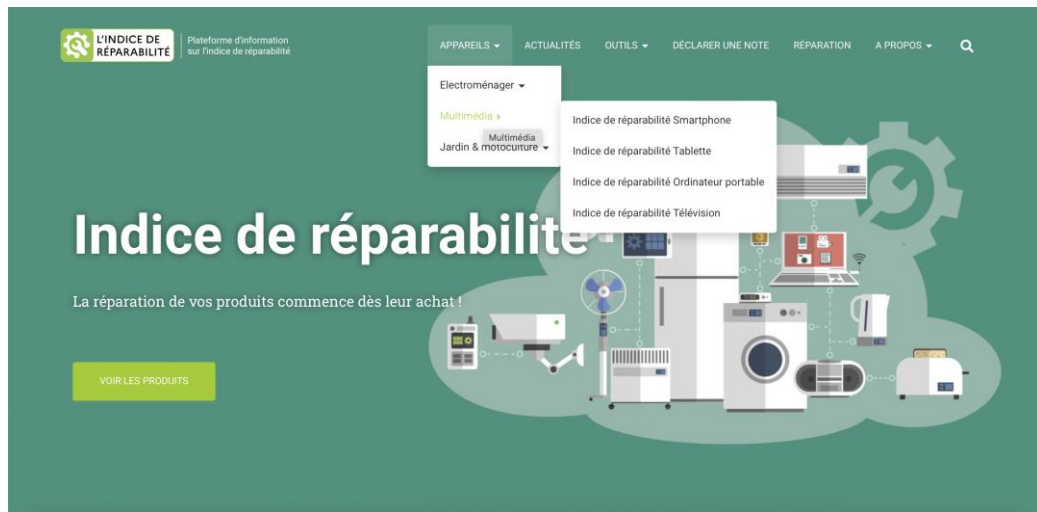 L'INDICE DE
RÉPARABILITÉ
Plateforme d'information
sur l'indice de réparabilité
APPAREILS
ACTUALITÉS
OUTILS
DÉCLARER UNE NOTE
RÉPARATION
A PROPOS
Electroménager
Multimédia
Multimédia
Jardin & motoculture
Indice de réparabilité Smartphone
Indice de réparabilité Tablette
Indice de réparabilité Ordinateur portable
Indice de réparabilité Télévision
Indice de réparabilité
La réparation de vos produits commence dès leur achat !
VOIR LES PRODUITS